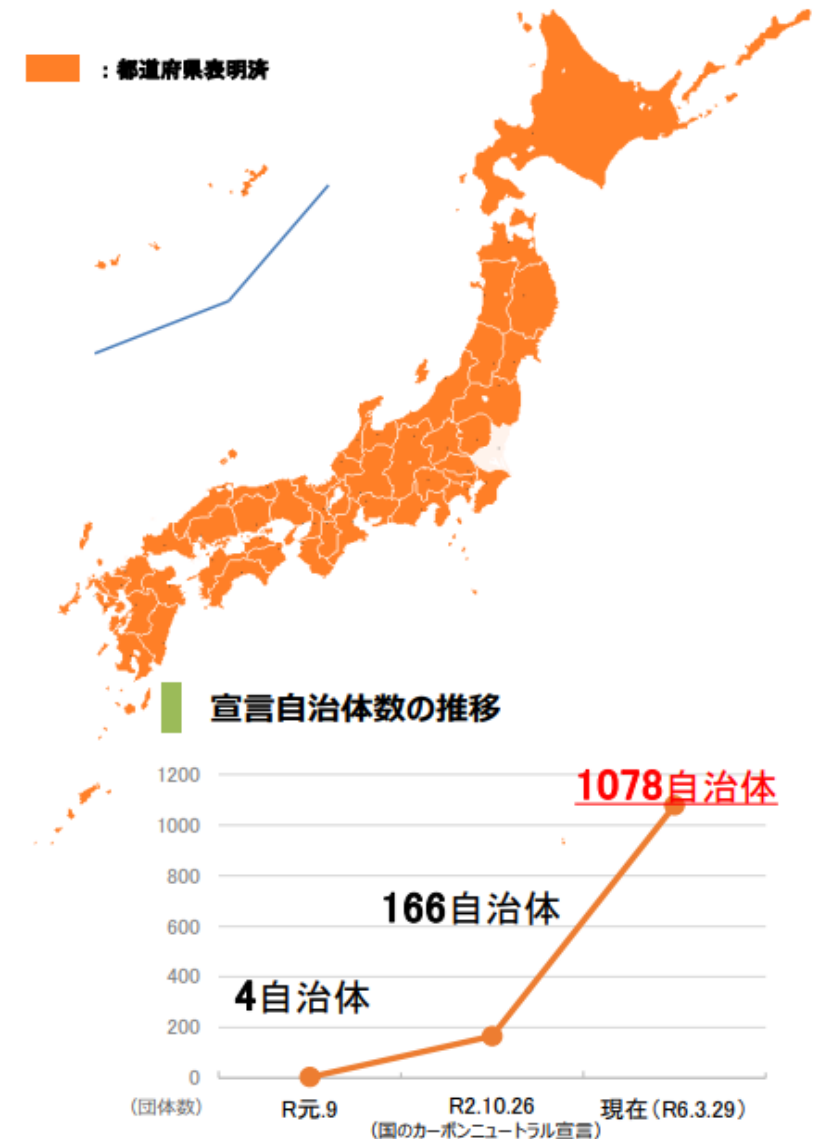 ：都道府県表明済
宣言自治体数の推移
1200
1078自治体
1000
800
166自治体
600
400
4自治体
200
0
(団体数)
R元.9
R2.10.26
現在（R6.3.29）
(国のカーボンニュートラル宣言)